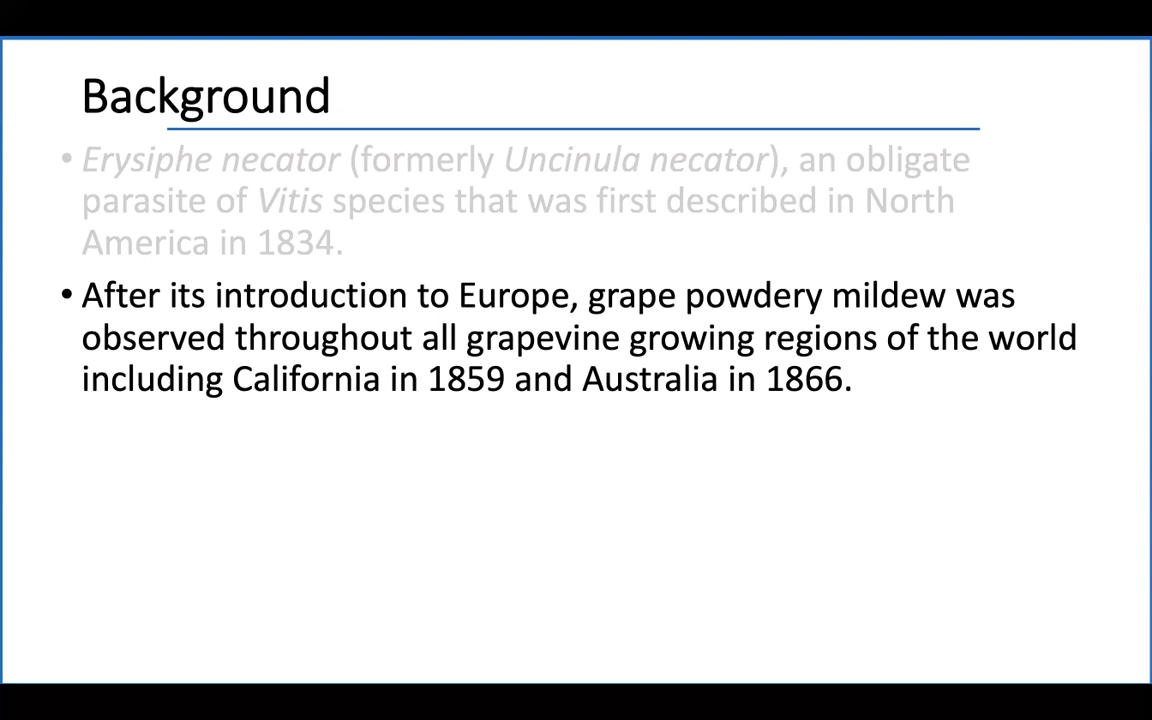 Background
• Erysiphe necator (formerly Uncinula necator), an obligate
parasite of Vitis species that was first described in North
America in 1834.
• After its introduction to Europe, grape powdery mildew was
observed throughout all grapevine growing regions of the world
including California in 1859 and Australia in 1866.